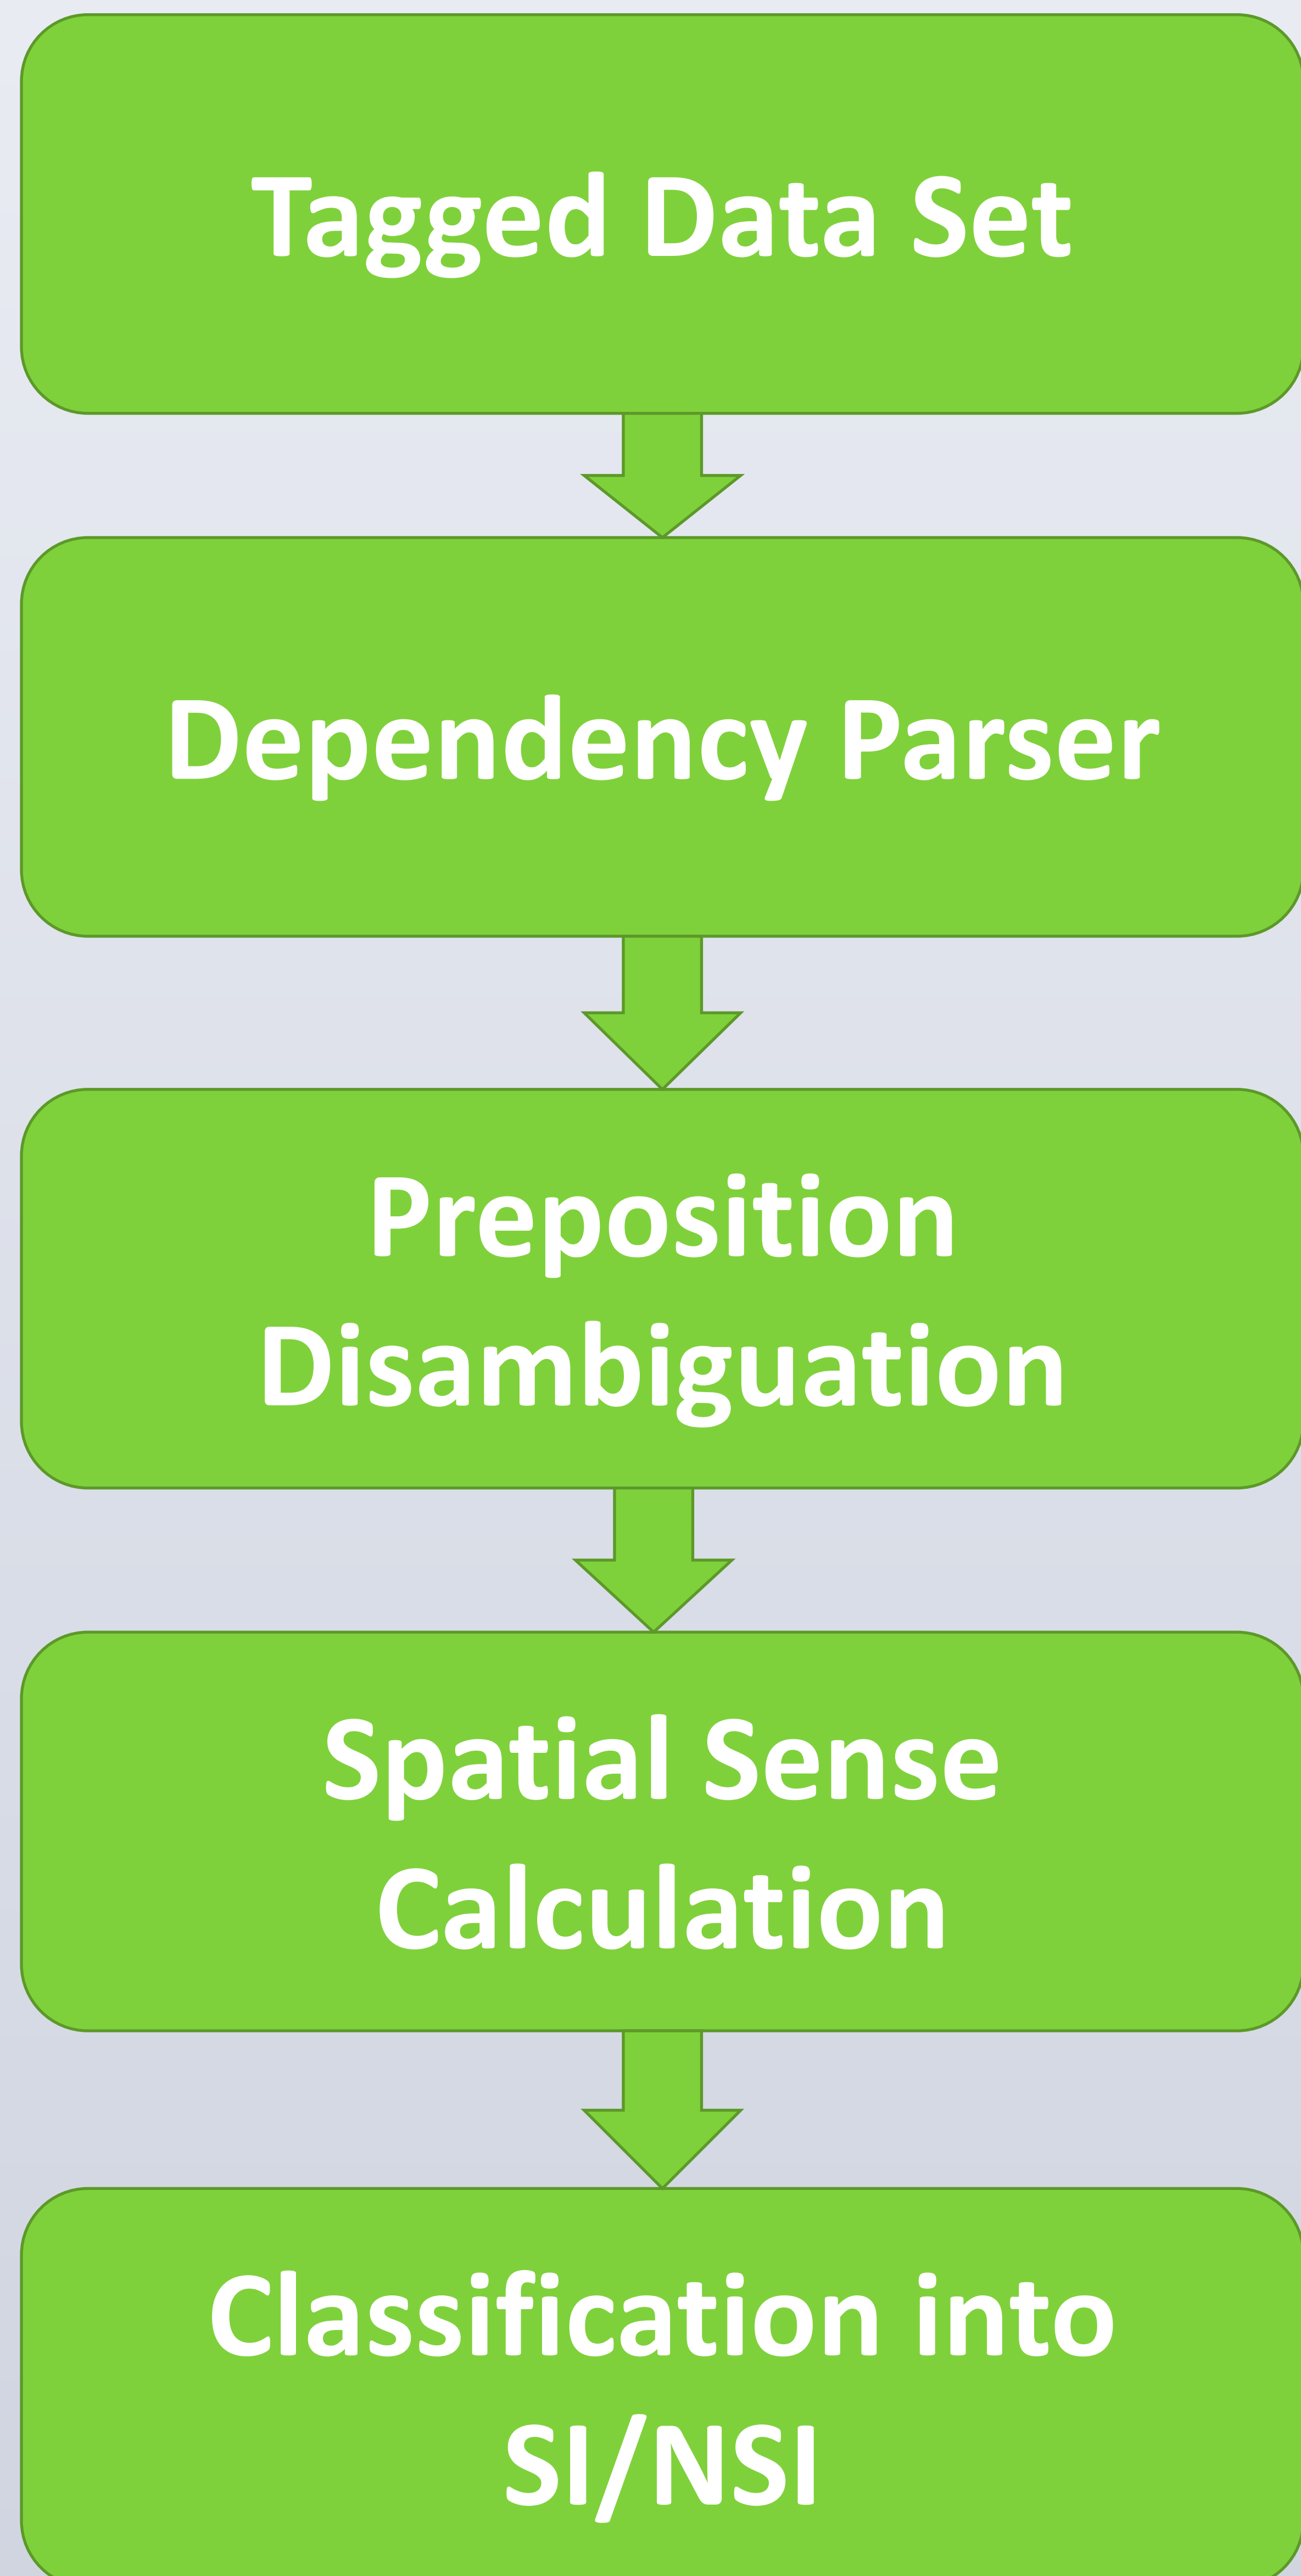 Tagged Data Set
Dependency Parser
Preposition
Disambiguation
Spatial Sense
Calculation
Classification into
SI/NSI